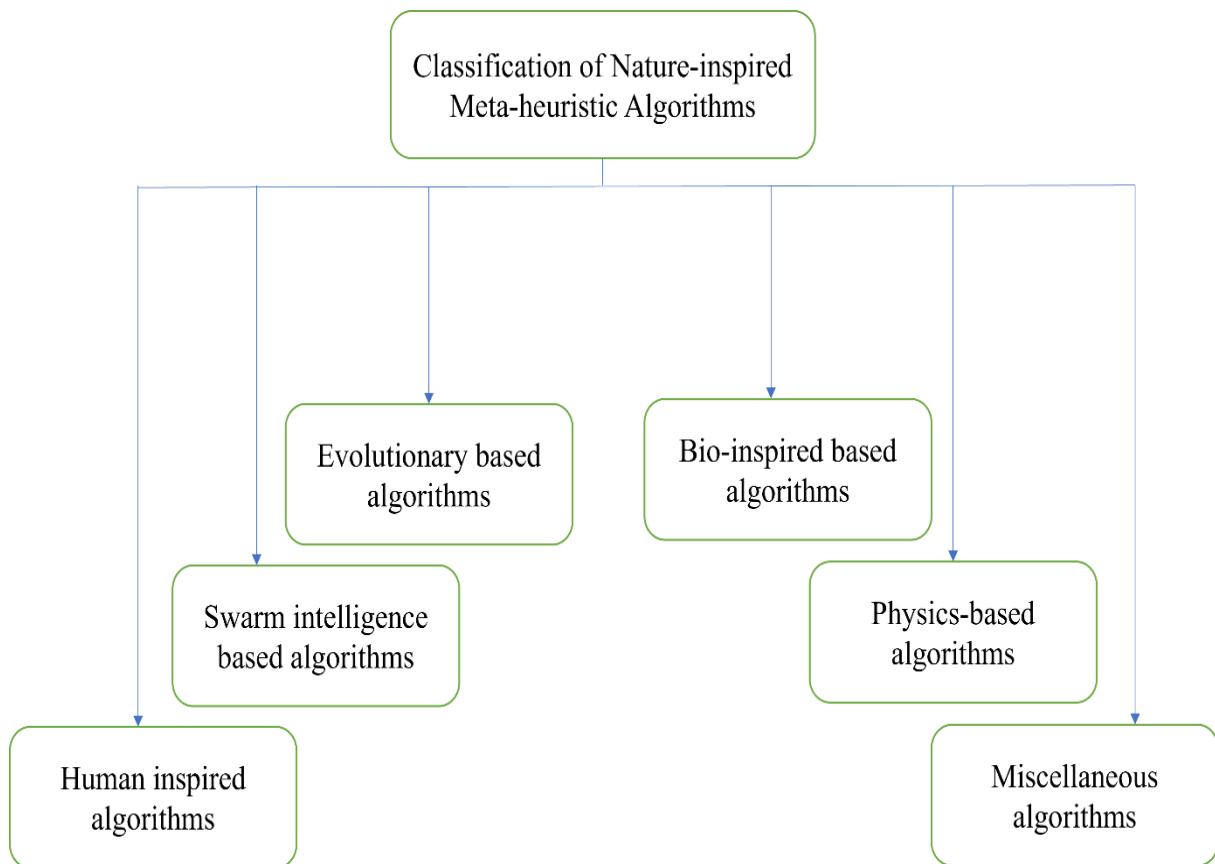 Classification of Nature-inspired
Meta-heuristic Algorithms
Evolutionary based
algorithms
Bio-inspired based
algorithms
Swarm intelligence
based algorithms
Physics-based
algorithms
Human inspired
algorithms
Miscellaneous
algorithms